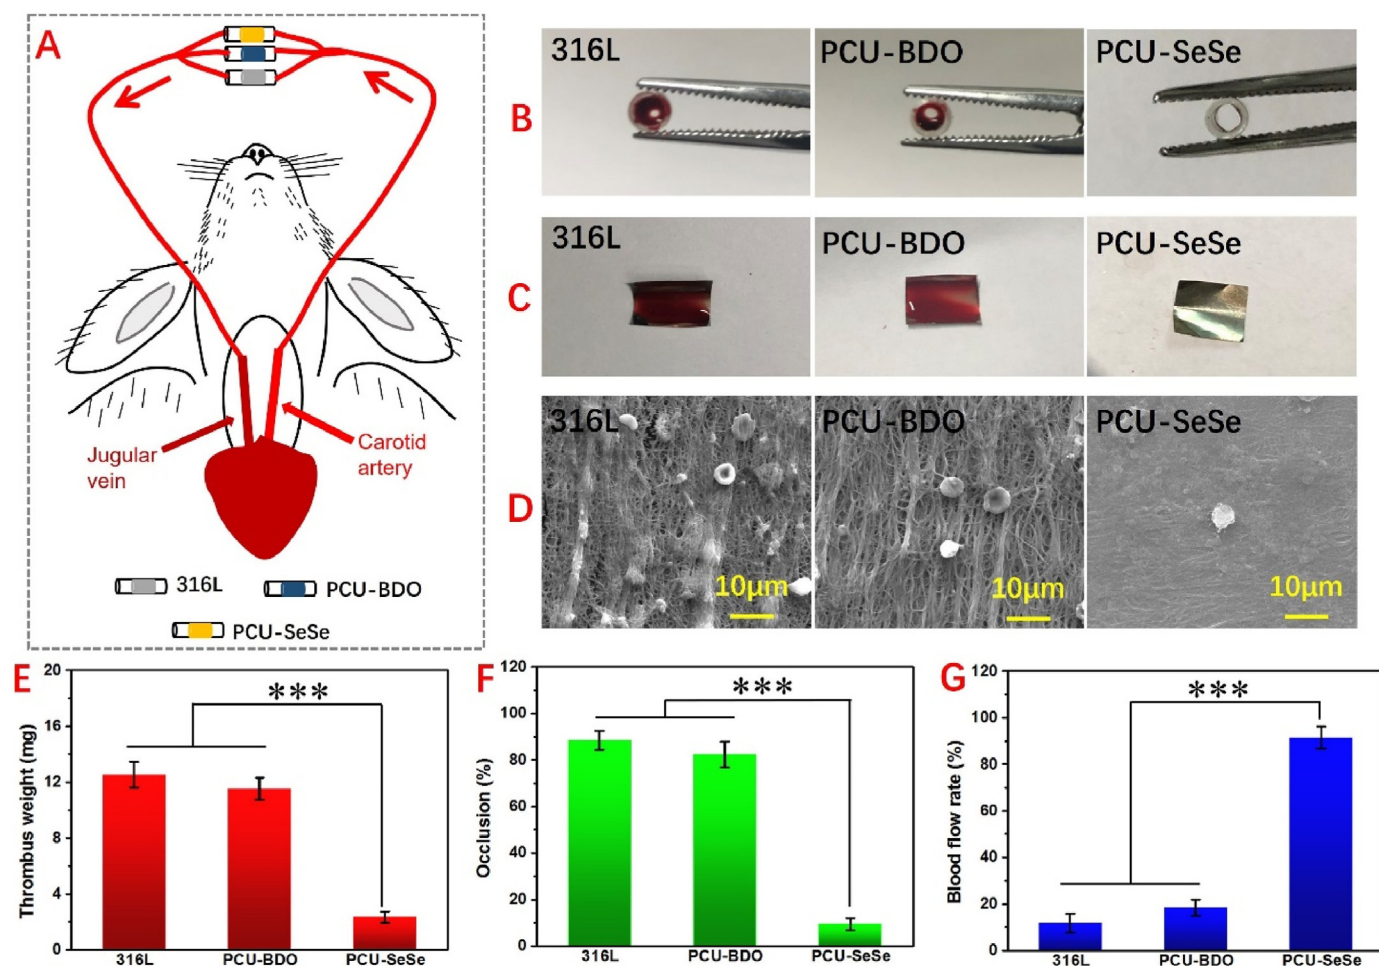 A
Jugular
vein
Carotid
artery
316L
PCU-BDO
PCU-SeSe
B
316L
PCU-BDO
PCU-SeSe
C
316L
PCU-BDO
PCU-SeSe
D
316L
PCU-BDO
PCU-SeSe
10μm
10μm
10μm
E
Thrombus weight (mg)
20
16
12
8
4
0
***
316L
PCU-BDO
PCU-SeSe
F
Occlusion (%)
120
100
80
60
40
20
0
***
316L
PCU-BDO
PCU-SeSe
G
Blood flow rate (%)
120
100
80
60
40
20
0
***
316L
PCU-BDO
PCU-SeSe